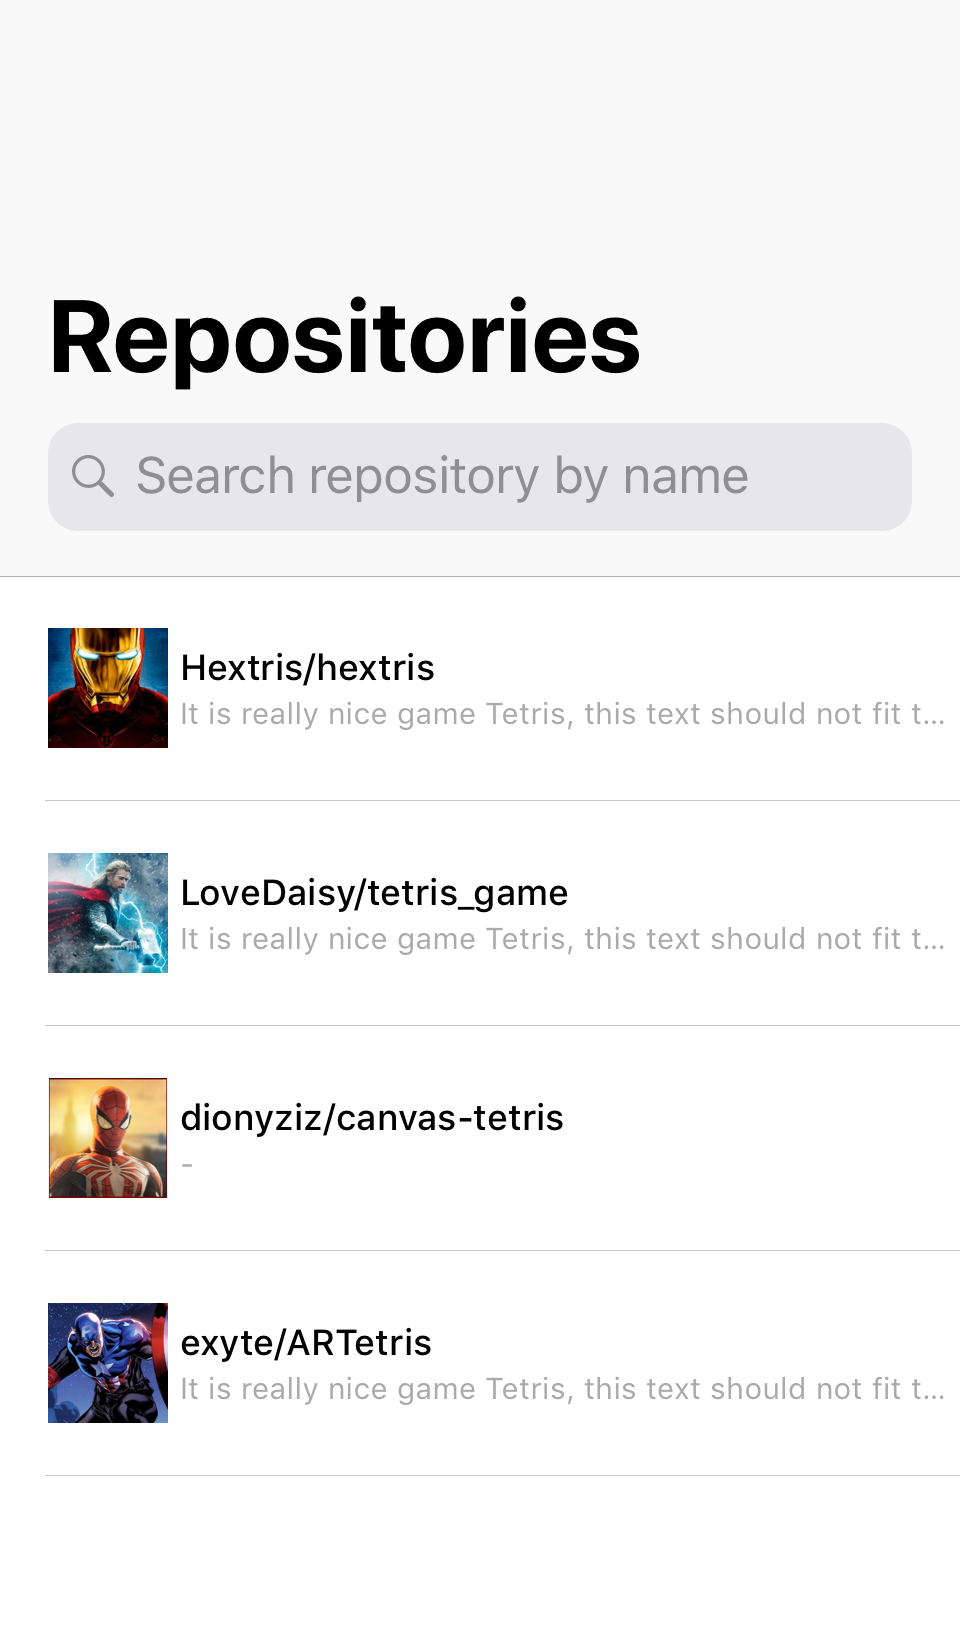 Repositories
Search repository by name
Hextris/hextris
It is really nice game Tetris, this text should not fit t...
LoveDaisy/tetris_game
It is really nice game Tetris, this text should not fit t...
dionyziz/canvas-tetris
-
exyte/ARTetris
It is really nice game Tetris, this text should not fit t...